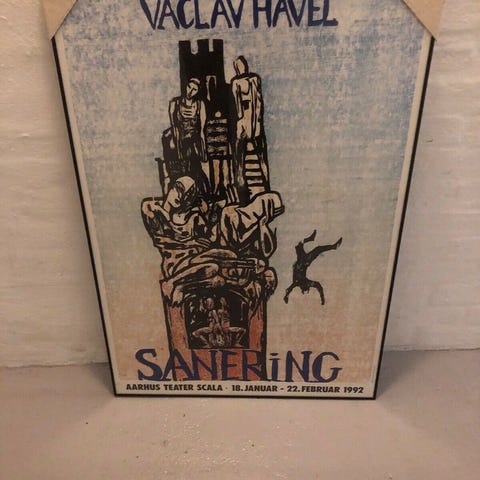 VACLAV HAVEL
SANERiNG
AARHUS TEATER SCALA · 18. JANUAR - 22. FEBRUAR 1992